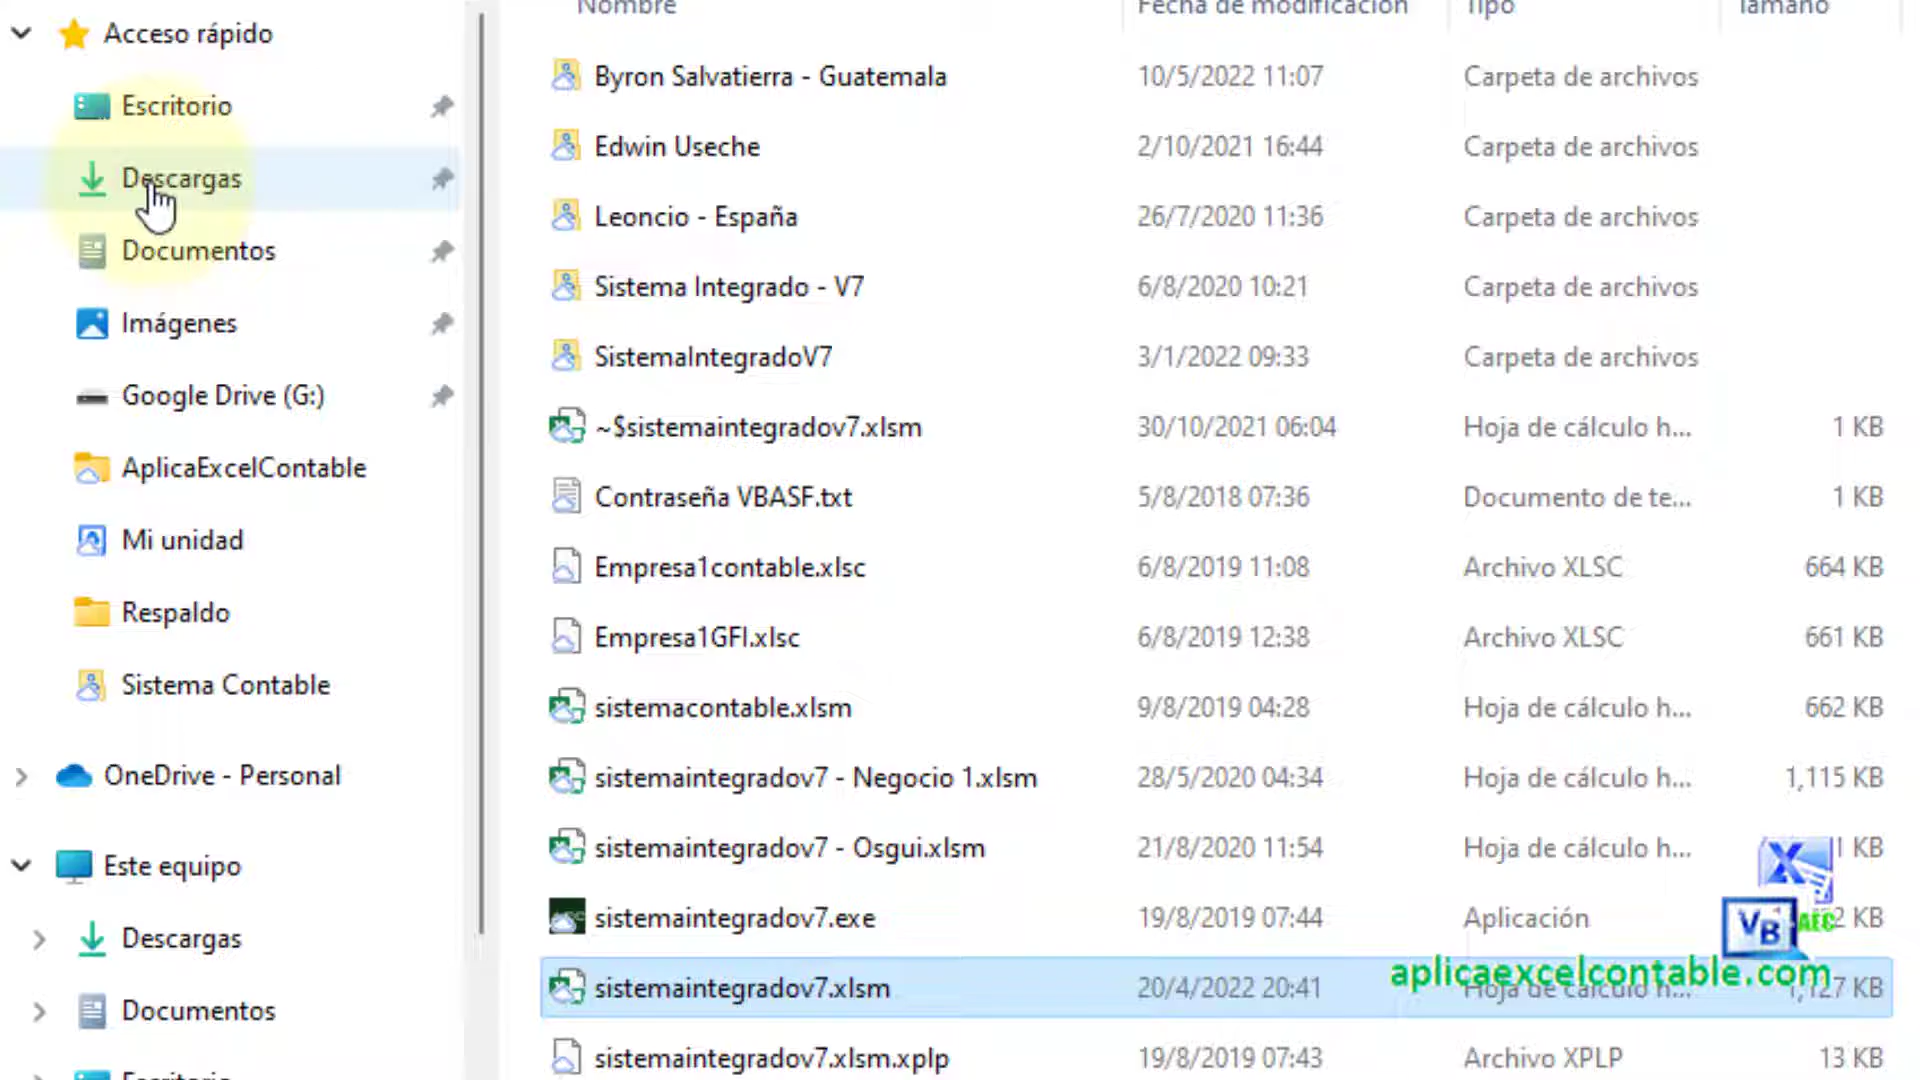 Nombre Fecha de modificación Tipo Tamaño
Acceso rápido
Escritorio
Descargas
Documentos
Imágenes
Google Drive (G:)
AplicaExcelContable
Mi unidad
Respaldo
Sistema Contable
OneDrive - Personal
Este equipo
Descargas
Documentos
Escritorio
Byron Salvatierra - Guatemala 10/5/2022 11:07 Carpeta de archivos
Edwin Useche 2/10/2021 16:44 Carpeta de archivos
Leoncio - España 26/7/2020 11:36 Carpeta de archivos
Sistema Integrado - V7 6/8/2020 10:21 Carpeta de archivos
SistemaIntegradoV7 3/1/2022 09:33 Carpeta de archivos
~$sistemaintegradov7.xlsm 30/10/2021 06:04 Hoja de cálculo h... 1 KB
Contraseña VBASF.txt 5/8/2018 07:36 Documento de te... 1 KB
Empresa1contable.xlsc 6/8/2019 11:08 Archivo XLSC 664 KB
Empresa1GFI.xlsc 6/8/2019 12:38 Archivo XLSC 661 KB
sistemacontable.xlsm 9/8/2019 04:28 Hoja de cálculo h... 662 KB
sistemaintegradov7 - Negocio 1.xlsm 28/5/2020 04:34 Hoja de cálculo h... 1,115 KB
sistemaintegradov7 - Osgui.xlsm 21/8/2020 11:54 Hoja de cálculo h... KB
sistemaintegradov7.exe 19/8/2019 07:44 Aplicación KB
sistemaintegradov7.xlsm 20/4/2022 20:41 Hoja de cálculo h... 1,127 KB
sistemaintegradov7.xlsm.xplp 19/8/2019 07:43 Archivo XPLP 13 KB
X
VB AEC
aplicaexcelcontable.com